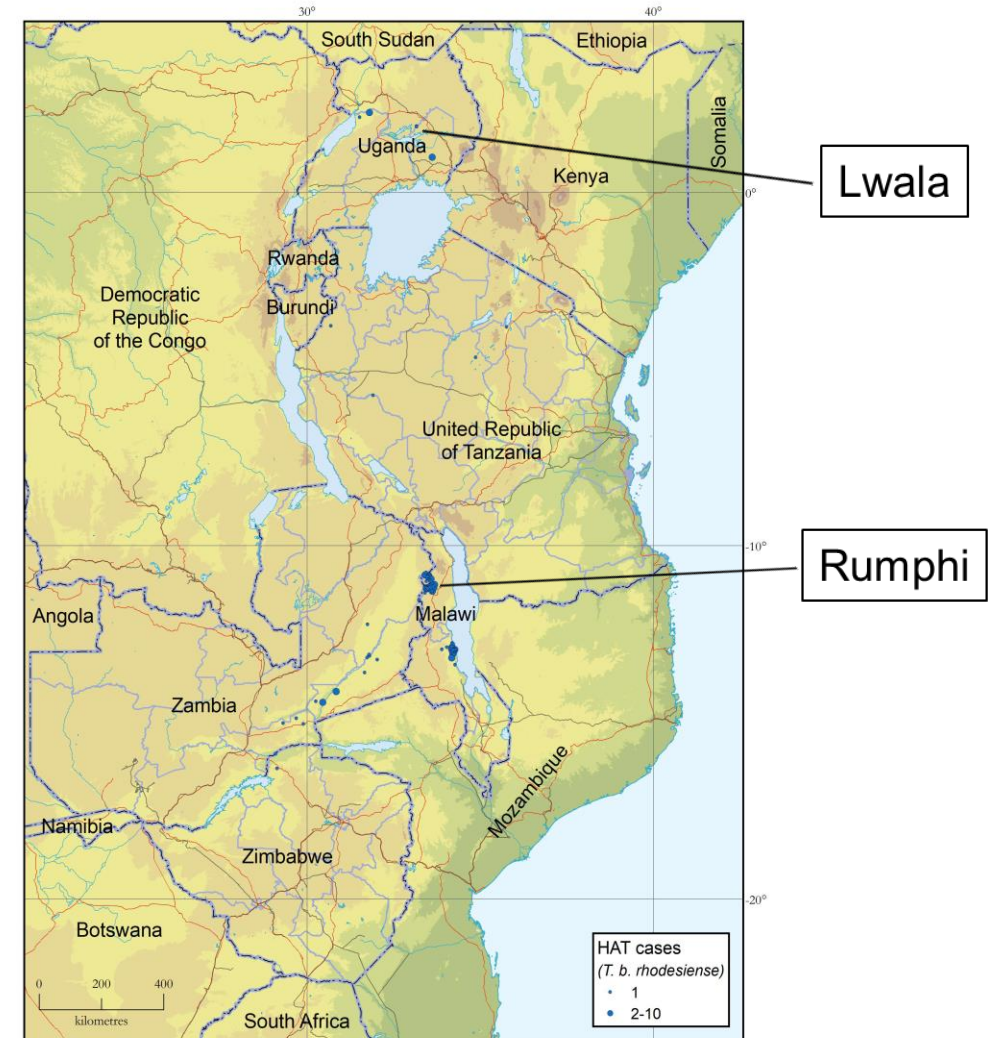 30°
40°
South Sudan
Ethiopia
Somalia
Uganda
Kenya
Lwala
0°
Rwanda
Democratic
Republic
of the Congo
Burundi
United Republic
of Tanzania
-10°
Rumphi
Angola
Malawi
Zambia
Mozambique
Namibia
Zimbabwe
-20°
Botswana
HAT cases
(T. b. rhodesiense)
1
2-10
0 200 400
kilometres
South Africa